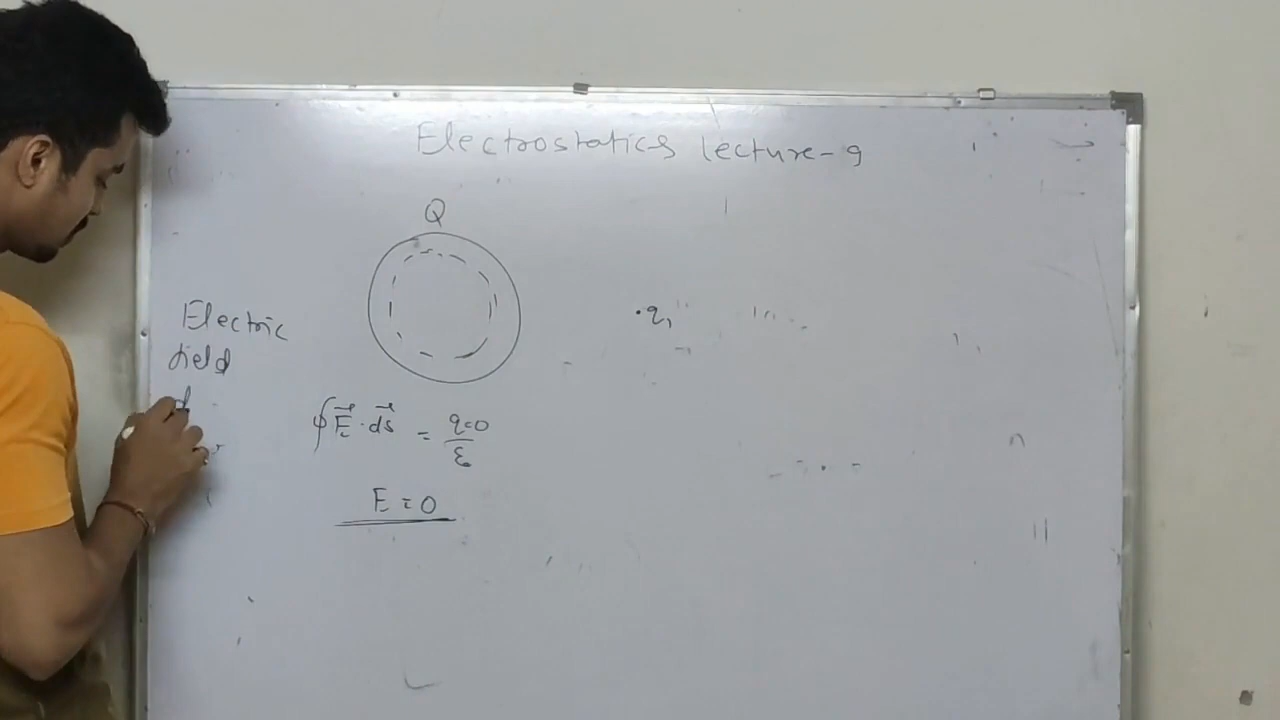 Electrostatics lecture-9
Q
Electric
field
d
.q₁
∮E⃗.ds⃗ = q=0/ε
E=0